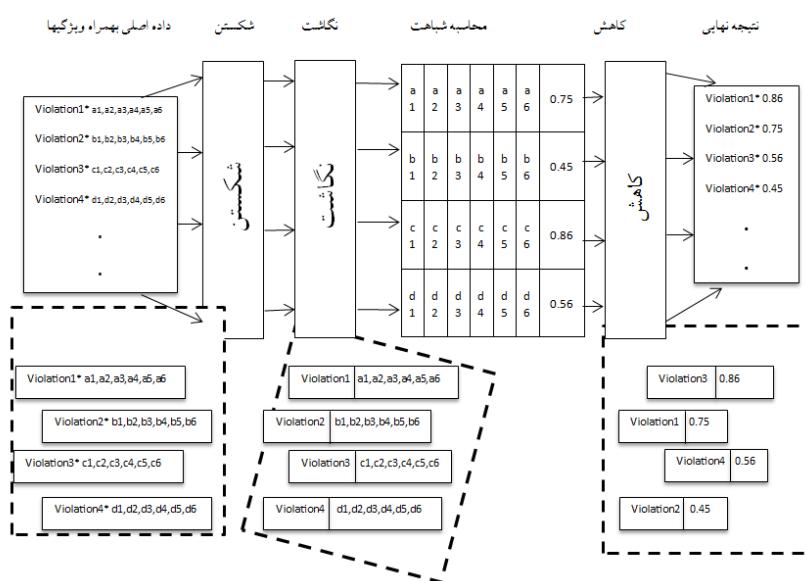 داده اصلی بهمراه ویژگیها
شکستن
نگاشت
محاسبه شباهت
کاهش
نتیجه نهایی
Violation1* a1,a2,a3,a4,a5,a6
Violation2* b1,b2,b3,b4,b5,b6
Violation3* c1,c2,c3,c4,c5,c6
Violation4* d1,d2,d3,d4,d5,d6
.
.
شکستن
نگاشت
a1 a2 a3 a4 a5 a6 0.75
b1 b2 b3 b4 b5 b6 0.45
c1 c2 c3 c4 c5 c6 0.86
d1 d2 d3 d4 d5 d6 0.56
کاهش
Violation1* 0.86
Violation2* 0.75
Violation3* 0.56
Violation4* 0.45
.
.
Violation1* a1,a2,a3,a4,a5,a6
Violation2* b1,b2,b3,b4,b5,b6
Violation3* c1,c2,c3,c4,c5,c6
Violation4* d1,d2,d3,d4,d5,d6
Violation1 a1,a2,a3,a4,a5,a6
Violation2 b1,b2,b3,b4,b5,b6
Violation3 c1,c2,c3,c4,c5,c6
Violation4 d1,d2,d3,d4,d5,d6
Violation3 0.86
Violation1 0.75
Violation4 0.56
Violation2 0.45